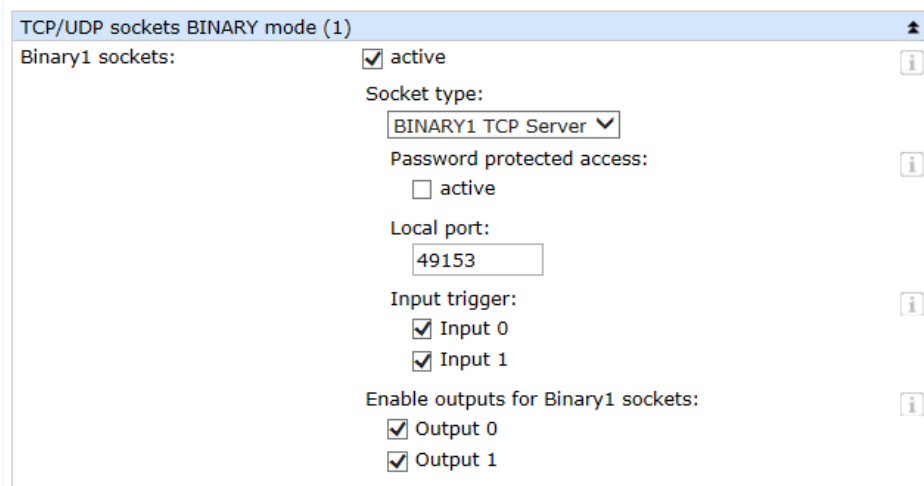 TCP/UDP sockets BINARY mode (1)
Binary1 sockets: active
Socket type:
BINARY1 TCP Server
Password protected access:
active
Local port:
49153
Input trigger:
Input 0
Input 1
Enable outputs for Binary1 sockets:
Output 0
Output 1